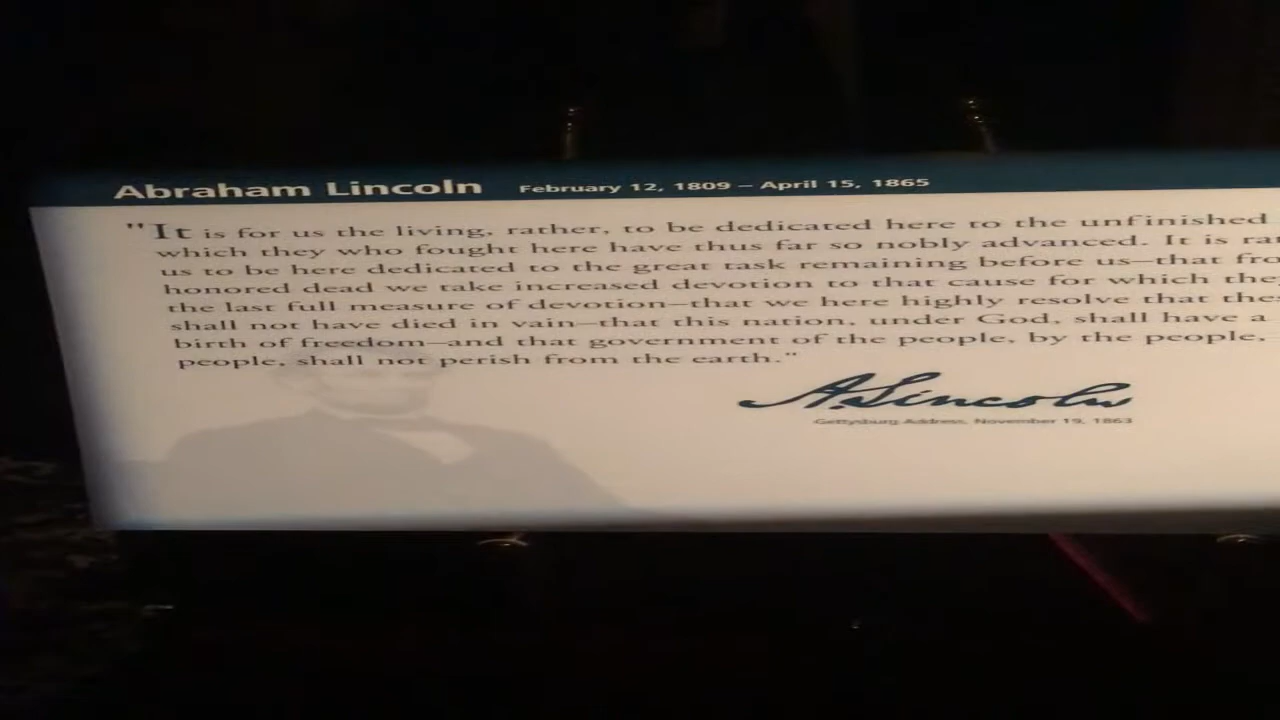 Abraham Lincoln February 12, 1809 – April 15, 1865
"It is for us the living, rather, to be dedicated here to the unfinished
which they who fought here have thus far so nobly advanced. It is
us to be here dedicated to the great task remaining before us—that
honored dead we take increased devotion to that cause for which
the last full measure of devotion—that we here highly resolve that
shall not have died in vain—that this nation, under God, shall have a
birth of freedom—and that government of the people, by the people,
people, shall not perish from the earth."
A. Lincoln
Gettysburg Address, November 19, 1863